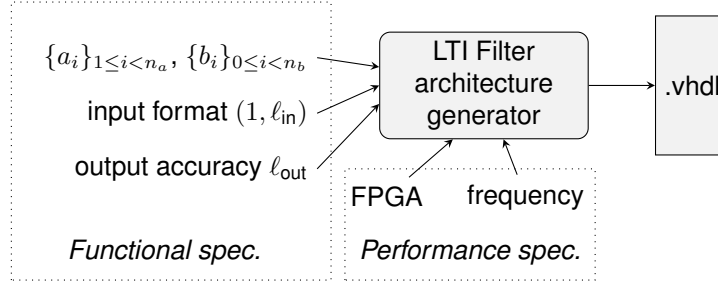 {a_i}_{1≤i<n_a}, {b_i}_{0≤i<n_b}
input format (1, ℓ_in)
output accuracy ℓ_out
Functional spec.
LTI Filter
architecture
generator
.vhdl
FPGA frequency
Performance spec.